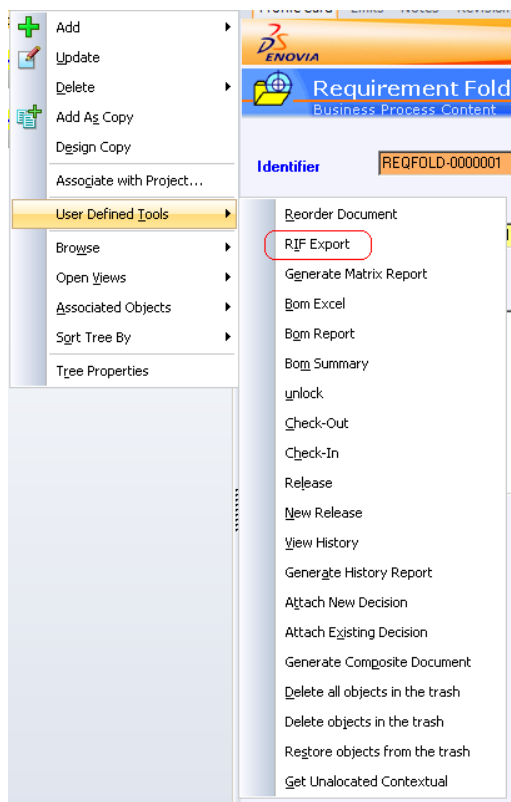 Profile Card Links Notes Revision
ENOVIA
Requirement Fold
Business Process Content
Identifier
REQFOLD-0000001
Add
Update
Delete
Add As Copy
Design Copy
Associate with Project...
User Defined Tools
Browse
Open Views
Associated Objects
Sort Tree By
Tree Properties
Reorder Document
RIF Export
Generate Matrix Report
Bom Excel
Bom Report
Bom Summary
unlock
Check-Out
Check-In
Release
New Release
View History
Generate History Report
Attach New Decision
Attach Existing Decision
Generate Composite Document
Delete all objects in the trash
Delete objects in the trash
Restore objects from the trash
Get Unalocated Contextual